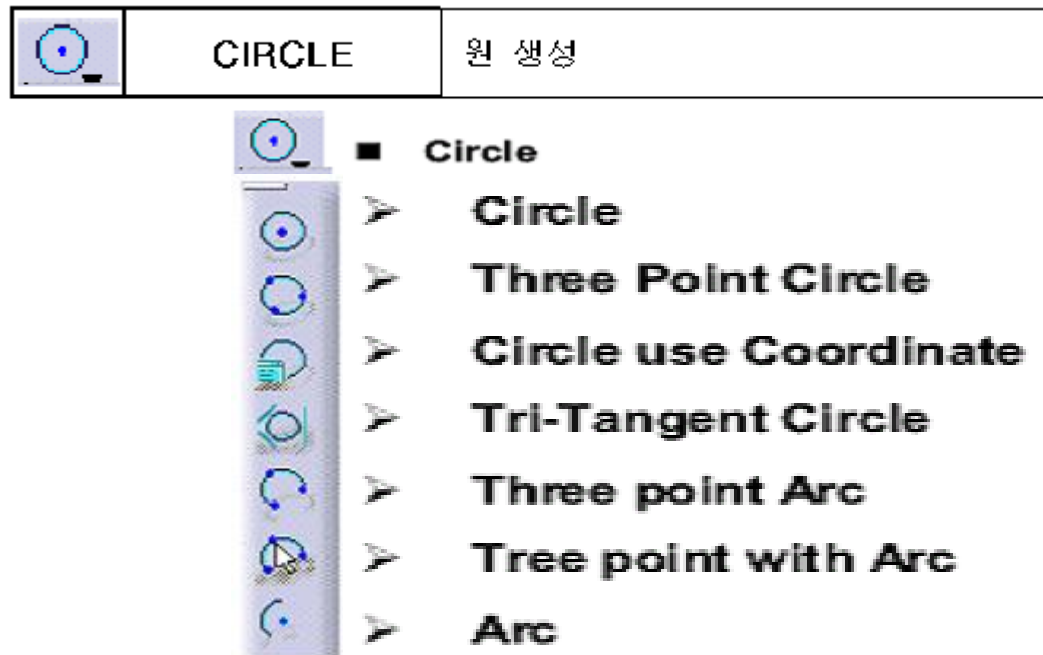 CIRCLE 원 생성
■ Circle
➢ Circle
➢ Three Point Circle
➢ Circle use Coordinate
➢ Tri-Tangent Circle
➢ Three point Arc
➢ Tree point with Arc
➢ Arc